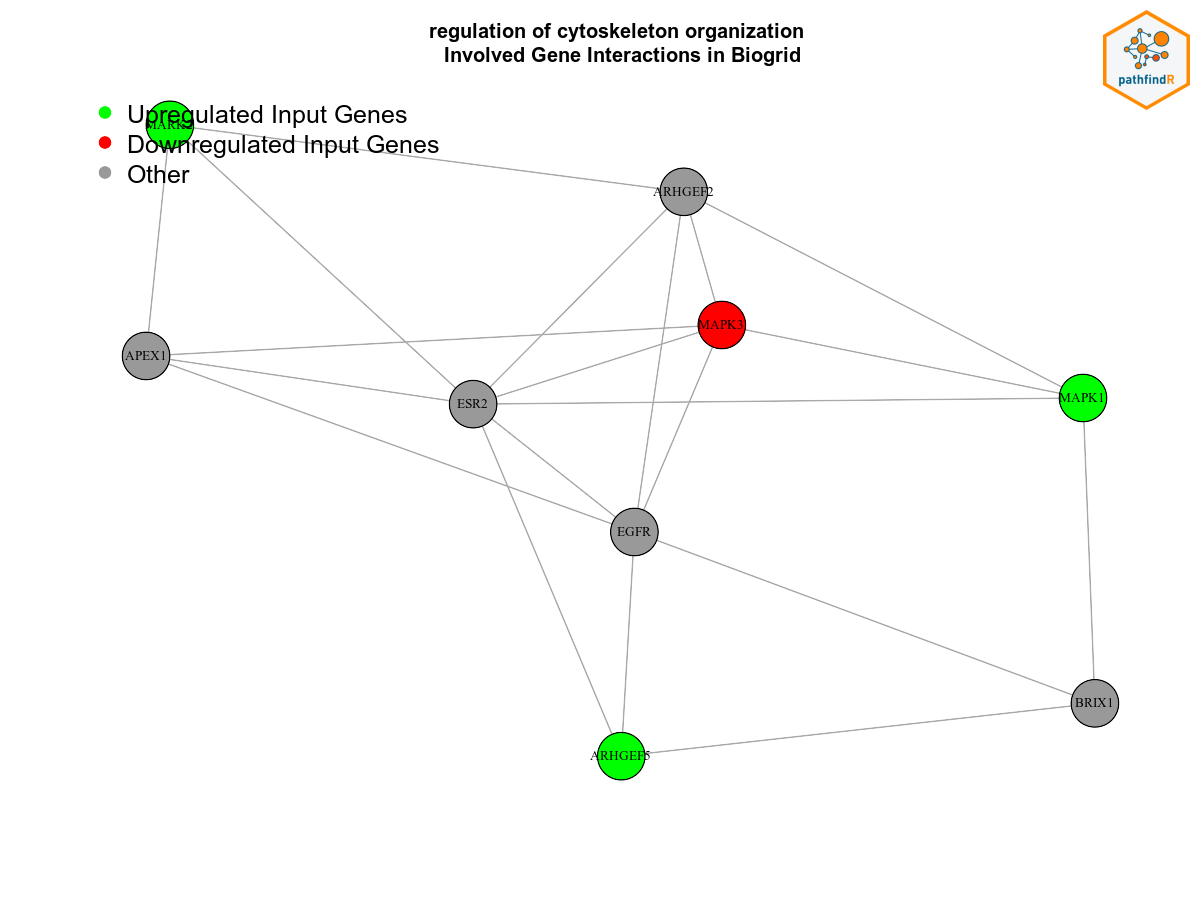 regulation of cytoskeleton organization
Involved Gene Interactions in Biogrid
pathfindR
Upregulated Input Genes
Downregulated Input Genes
Other
ARHGEF2
MAPK3
APEX1
MAPK1
ESR2
EGFR
BRIX1
ARHGEF5